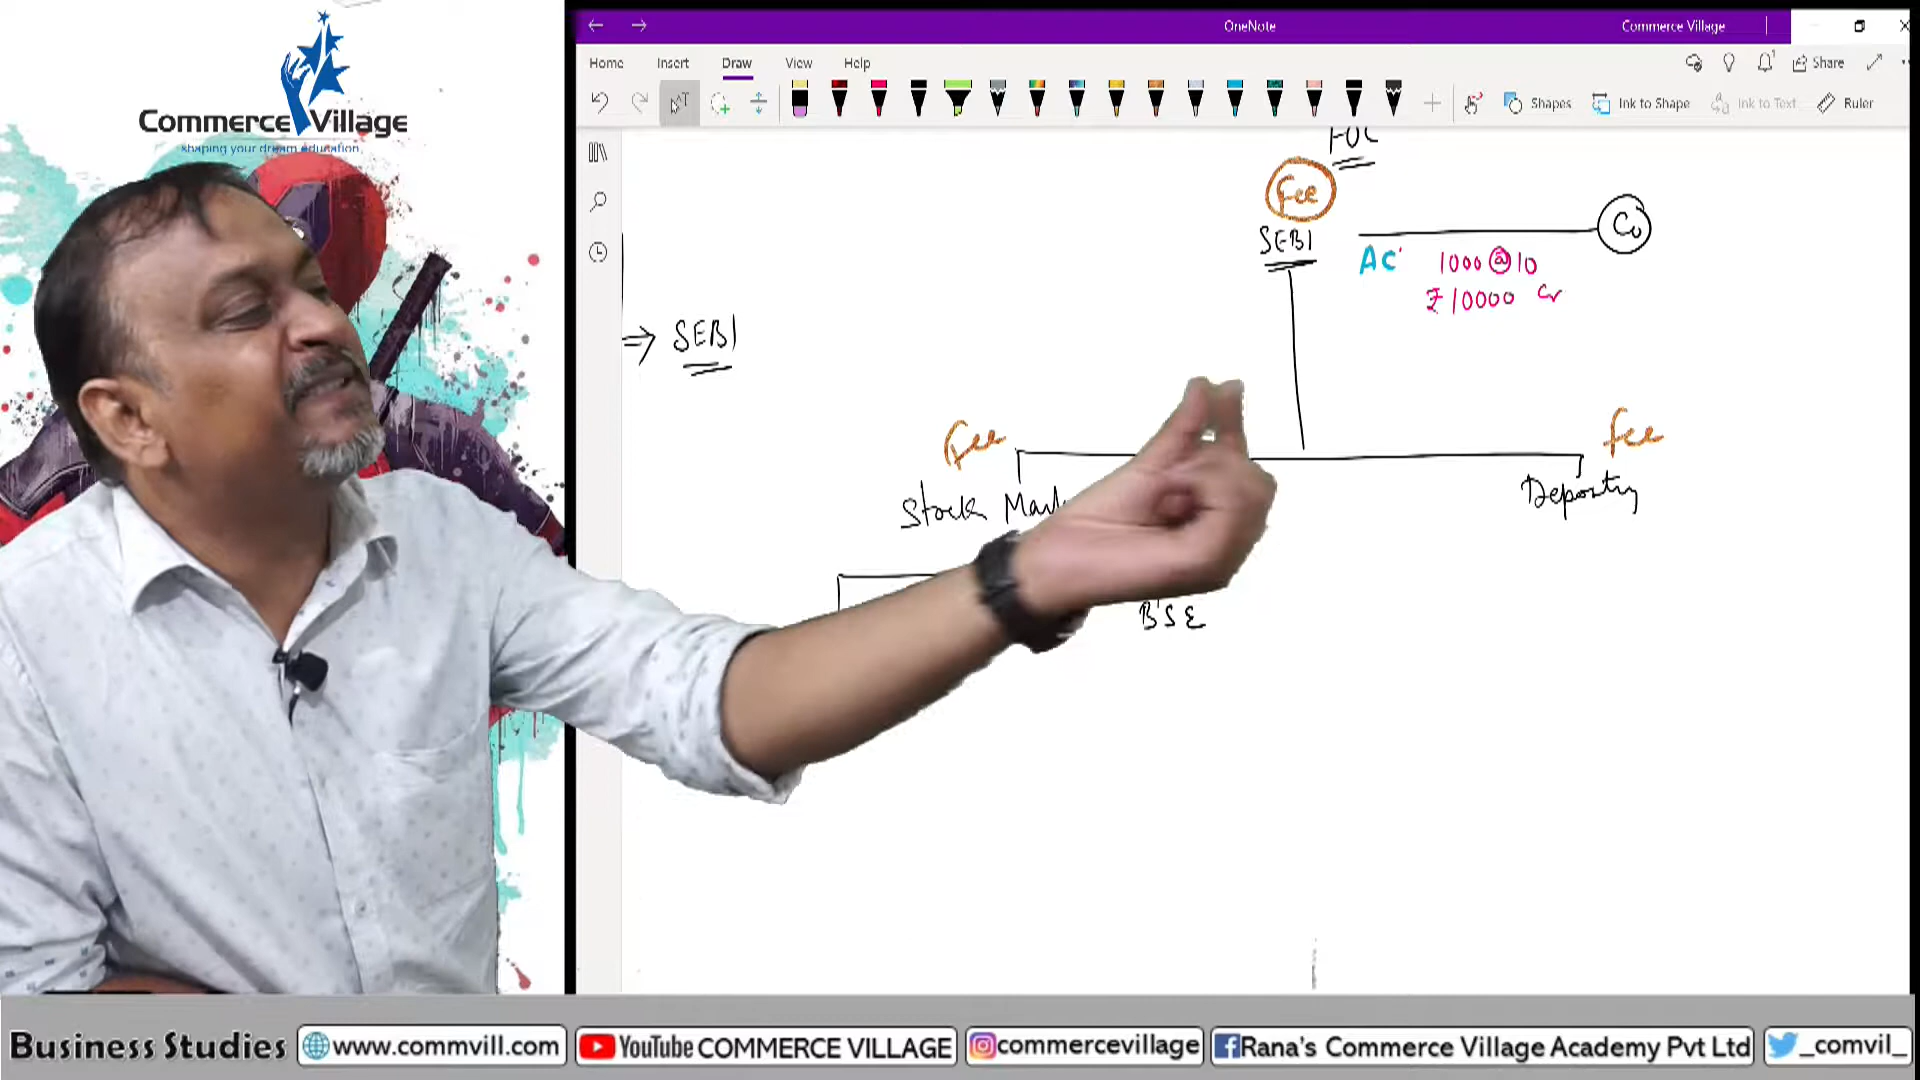 Commerce Village
shaping your dream education
OneNote
Commerce Village
Home Insert Draw View Help
Share
Shapes
Ink to Shape
Ink to Text
Ruler
Fee
SEBI
Co
AC
1000 @ 10
₹10000 Cr
⇒ SEBI
Fee
Fee
Stock
BSE
Business Studies
www.commvill.com
YouTube COMMERCE VILLAGE
commercevillage
Rana's Commerce Village Academy Pvt Ltd
_comvil_